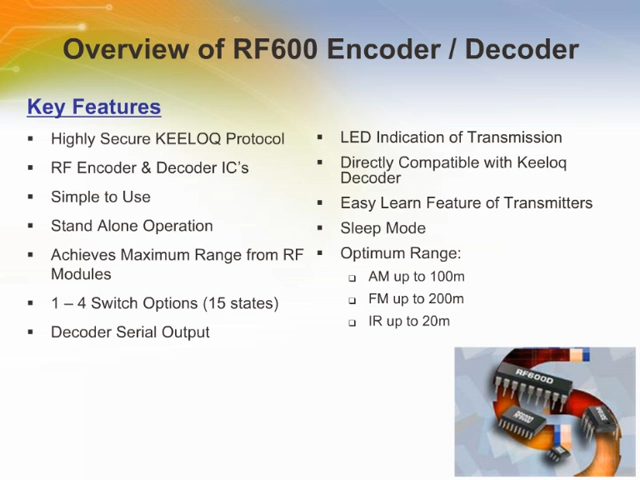 Overview of RF600 Encoder / Decoder
Key Features
▪ Highly Secure KEELOQ Protocol
▪ RF Encoder & Decoder IC's
▪ Simple to Use
▪ Stand Alone Operation
▪ Achieves Maximum Range from RF
Modules
▪ 1 – 4 Switch Options (15 states)
▪ Decoder Serial Output
▪ LED Indication of Transmission
▪ Directly Compatible with Keeloq
Decoder
▪ Easy Learn Feature of Transmitters
▪ Sleep Mode
▪ Optimum Range:
❑ AM up to 100m
❑ FM up to 200m
❑ IR up to 20m
RF600D